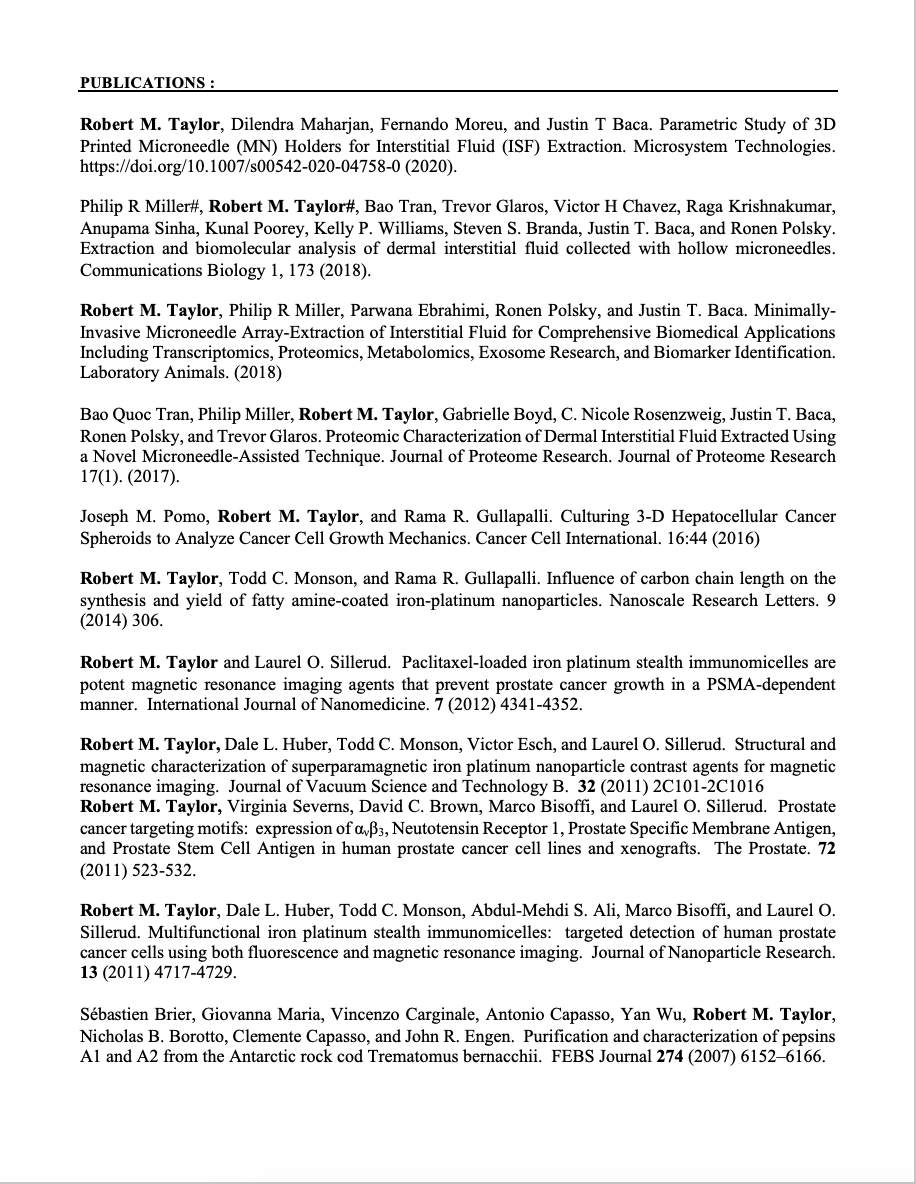 PUBLICATIONS :
Robert M. Taylor, Dilendra Maharjan, Fernando Moreu, and Justin T Baca. Parametric Study of 3D
Printed Microneedle (MN) Holders for Interstitial Fluid (ISF) Extraction. Microsystem Technologies.
https://doi.org/10.1007/s00542-020-04758-0 (2020).
Philip R Miller#, Robert M. Taylor#, Bao Tran, Trevor Glaros, Victor H Chavez, Raga Krishnakumar,
Anupama Sinha, Kunal Poorey, Kelly P. Williams, Steven S. Branda, Justin T. Baca, and Ronen Polsky.
Extraction and biomolecular analysis of dermal interstitial fluid collected with hollow microneedles.
Communications Biology 1, 173 (2018).
Robert M. Taylor, Philip R Miller, Parwana Ebrahimi, Ronen Polsky, and Justin T. Baca. Minimally-
Invasive Microneedle Array-Extraction of Interstitial Fluid for Comprehensive Biomedical Applications
Including Transcriptomics, Proteomics, Metabolomics, Exosome Research, and Biomarker Identification.
Laboratory Animals. (2018)
Bao Quoc Tran, Philip Miller, Robert M. Taylor, Gabrielle Boyd, C. Nicole Rosenzweig, Justin T. Baca,
Ronen Polsky, and Trevor Glaros. Proteomic Characterization of Dermal Interstitial Fluid Extracted Using
a Novel Microneedle-Assisted Technique. Journal of Proteome Research. Journal of Proteome Research
17(1). (2017).
Joseph M. Pomo, Robert M. Taylor, and Rama R. Gullapalli. Culturing 3-D Hepatocellular Cancer
Spheroids to Analyze Cancer Cell Growth Mechanics. Cancer Cell International. 16:44 (2016)
Robert M. Taylor, Todd C. Monson, and Rama R. Gullapalli. Influence of carbon chain length on the
synthesis and yield of fatty amine-coated iron-platinum nanoparticles. Nanoscale Research Letters. 9
(2014) 306.
Robert M. Taylor and Laurel O. Sillerud. Paclitaxel-loaded iron platinum stealth immunomicelles are
potent magnetic resonance imaging agents that prevent prostate cancer growth in a PSMA-dependent
manner. International Journal of Nanomedicine. 7 (2012) 4341-4352.
Robert M. Taylor, Dale L. Huber, Todd C. Monson, Victor Esch, and Laurel O. Sillerud. Structural and
magnetic characterization of superparamagnetic iron platinum nanoparticle contrast agents for magnetic
resonance imaging. Journal of Vacuum Science and Technology B. 32 (2011) 2C101-2C1016
Robert M. Taylor, Virginia Severns, David C. Brown, Marco Bisoffi, and Laurel O. Sillerud. Prostate
cancer targeting motifs: expression of αvβ3, Neutotensin Receptor 1, Prostate Specific Membrane Antigen,
and Prostate Stem Cell Antigen in human prostate cancer cell lines and xenografts. The Prostate. 72
(2011) 523-532.
Robert M. Taylor, Dale L. Huber, Todd C. Monson, Abdul-Mehdi S. Ali, Marco Bisoffi, and Laurel O.
Sillerud. Multifunctional iron platinum stealth immunomicelles: targeted detection of human prostate
cancer cells using both fluorescence and magnetic resonance imaging. Journal of Nanoparticle Research.
13 (2011) 4717-4729.
Sébastien Brier, Giovanna Maria, Vincenzo Carginale, Antonio Capasso, Yan Wu, Robert M. Taylor,
Nicholas B. Borotto, Clemente Capasso, and John R. Engen. Purification and characterization of pepsins
A1 and A2 from the Antarctic rock cod Trematomus bernacchii. FEBS Journal 274 (2007) 6152–6166.